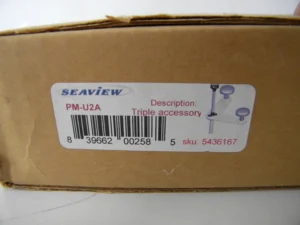 SEAVIEW
PM-U2A
Description:
Triple accessory
8 39662 00258 5
sku: 5436167